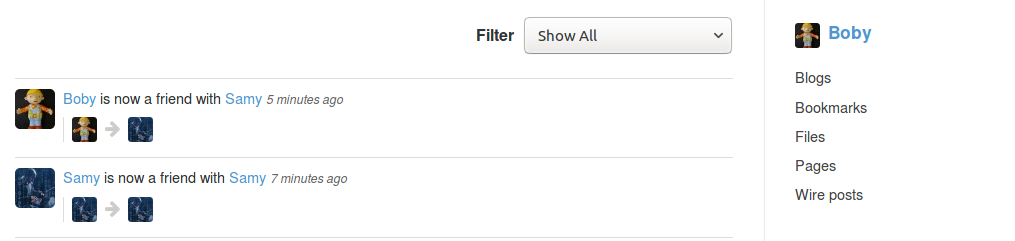 Filter Show All
Boby is now a friend with Samy 5 minutes ago
Samy is now a friend with Samy 7 minutes ago
Boby
Blogs
Bookmarks
Files
Pages
Wire posts